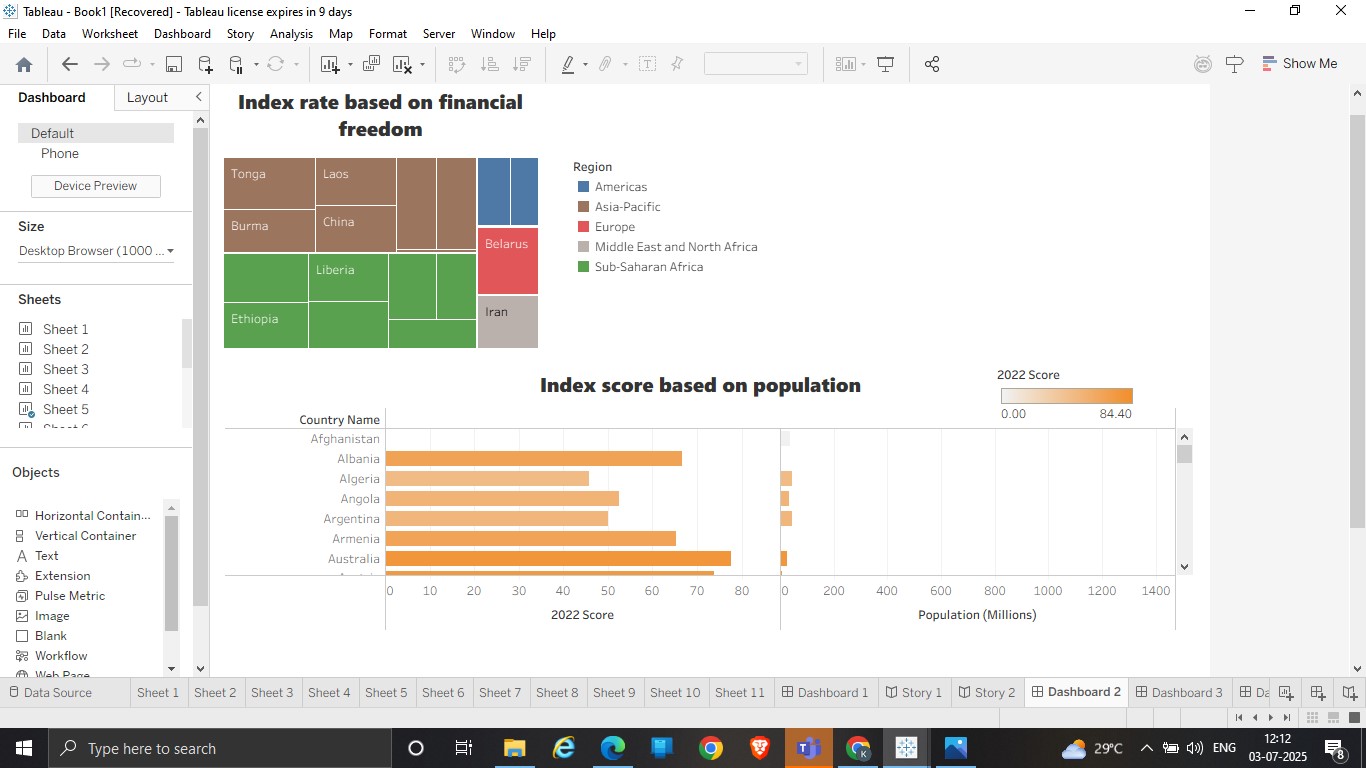 Tableau - Book1 [Recovered] - Tableau license expires in 9 days
File Data Worksheet Dashboard Story Analysis Map Format Server Window Help
Show Me
Dashboard Layout
Default
Phone
Device Preview
Size
Desktop Browser (1000 ...
Sheets
Sheet 1
Sheet 2
Sheet 3
Sheet 4
Sheet 5
Objects
Horizontal Contain...
Vertical Container
Text
Extension
Pulse Metric
Image
Blank
Workflow
Web Page
Index rate based on financial
freedom
Tonga Laos
Burma China
Belarus
Liberia
Ethiopia
Iran
Region
Americas
Asia-Pacific
Europe
Middle East and North Africa
Sub-Saharan Africa
Index score based on population
2022 Score
0.00 84.40
Country Name
Afghanistan
Albania
Algeria
Angola
Argentina
Armenia
Australia
0 10 20 30 40 50 60 70 80 0 200 400 600 800 1000 1200 1400
2022 Score Population (Millions)
Data Source Sheet 1 Sheet 2 Sheet 3 Sheet 4 Sheet 5 Sheet 6 Sheet 7 Sheet 8 Sheet 9 Sheet 10 Sheet 11 Dashboard 1 Story 1 Story 2 Dashboard 2 Dashboard 3 Da
Type here to search
29°C ENG
12:12
03-07-2025
8